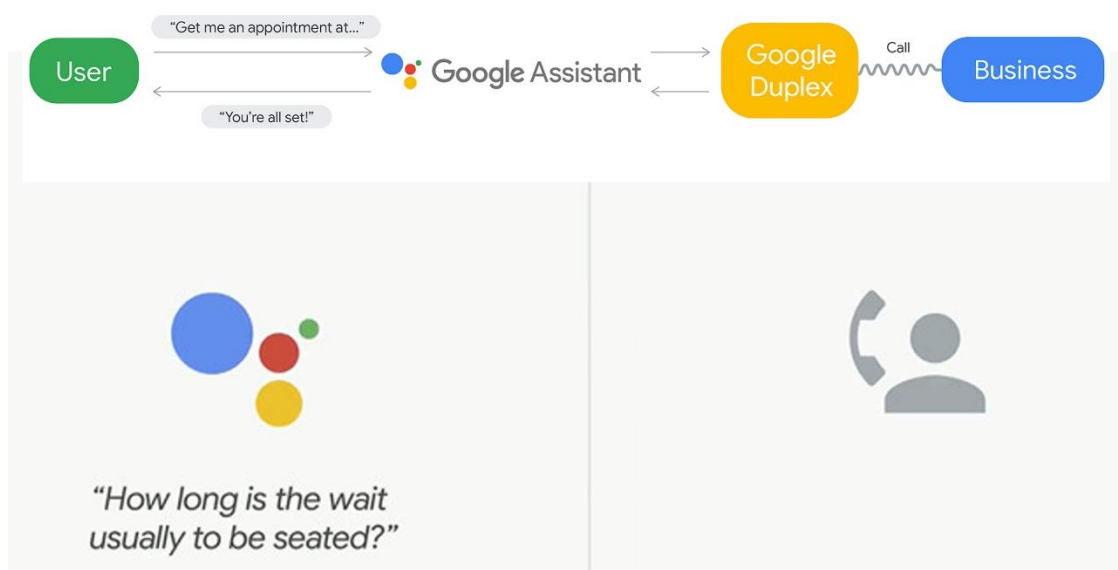 “Get me an appointment at...”
User
Google Assistant
Google
Duplex
Call
Business
“You’re all set!”
“How long is the wait
usually to be seated?”